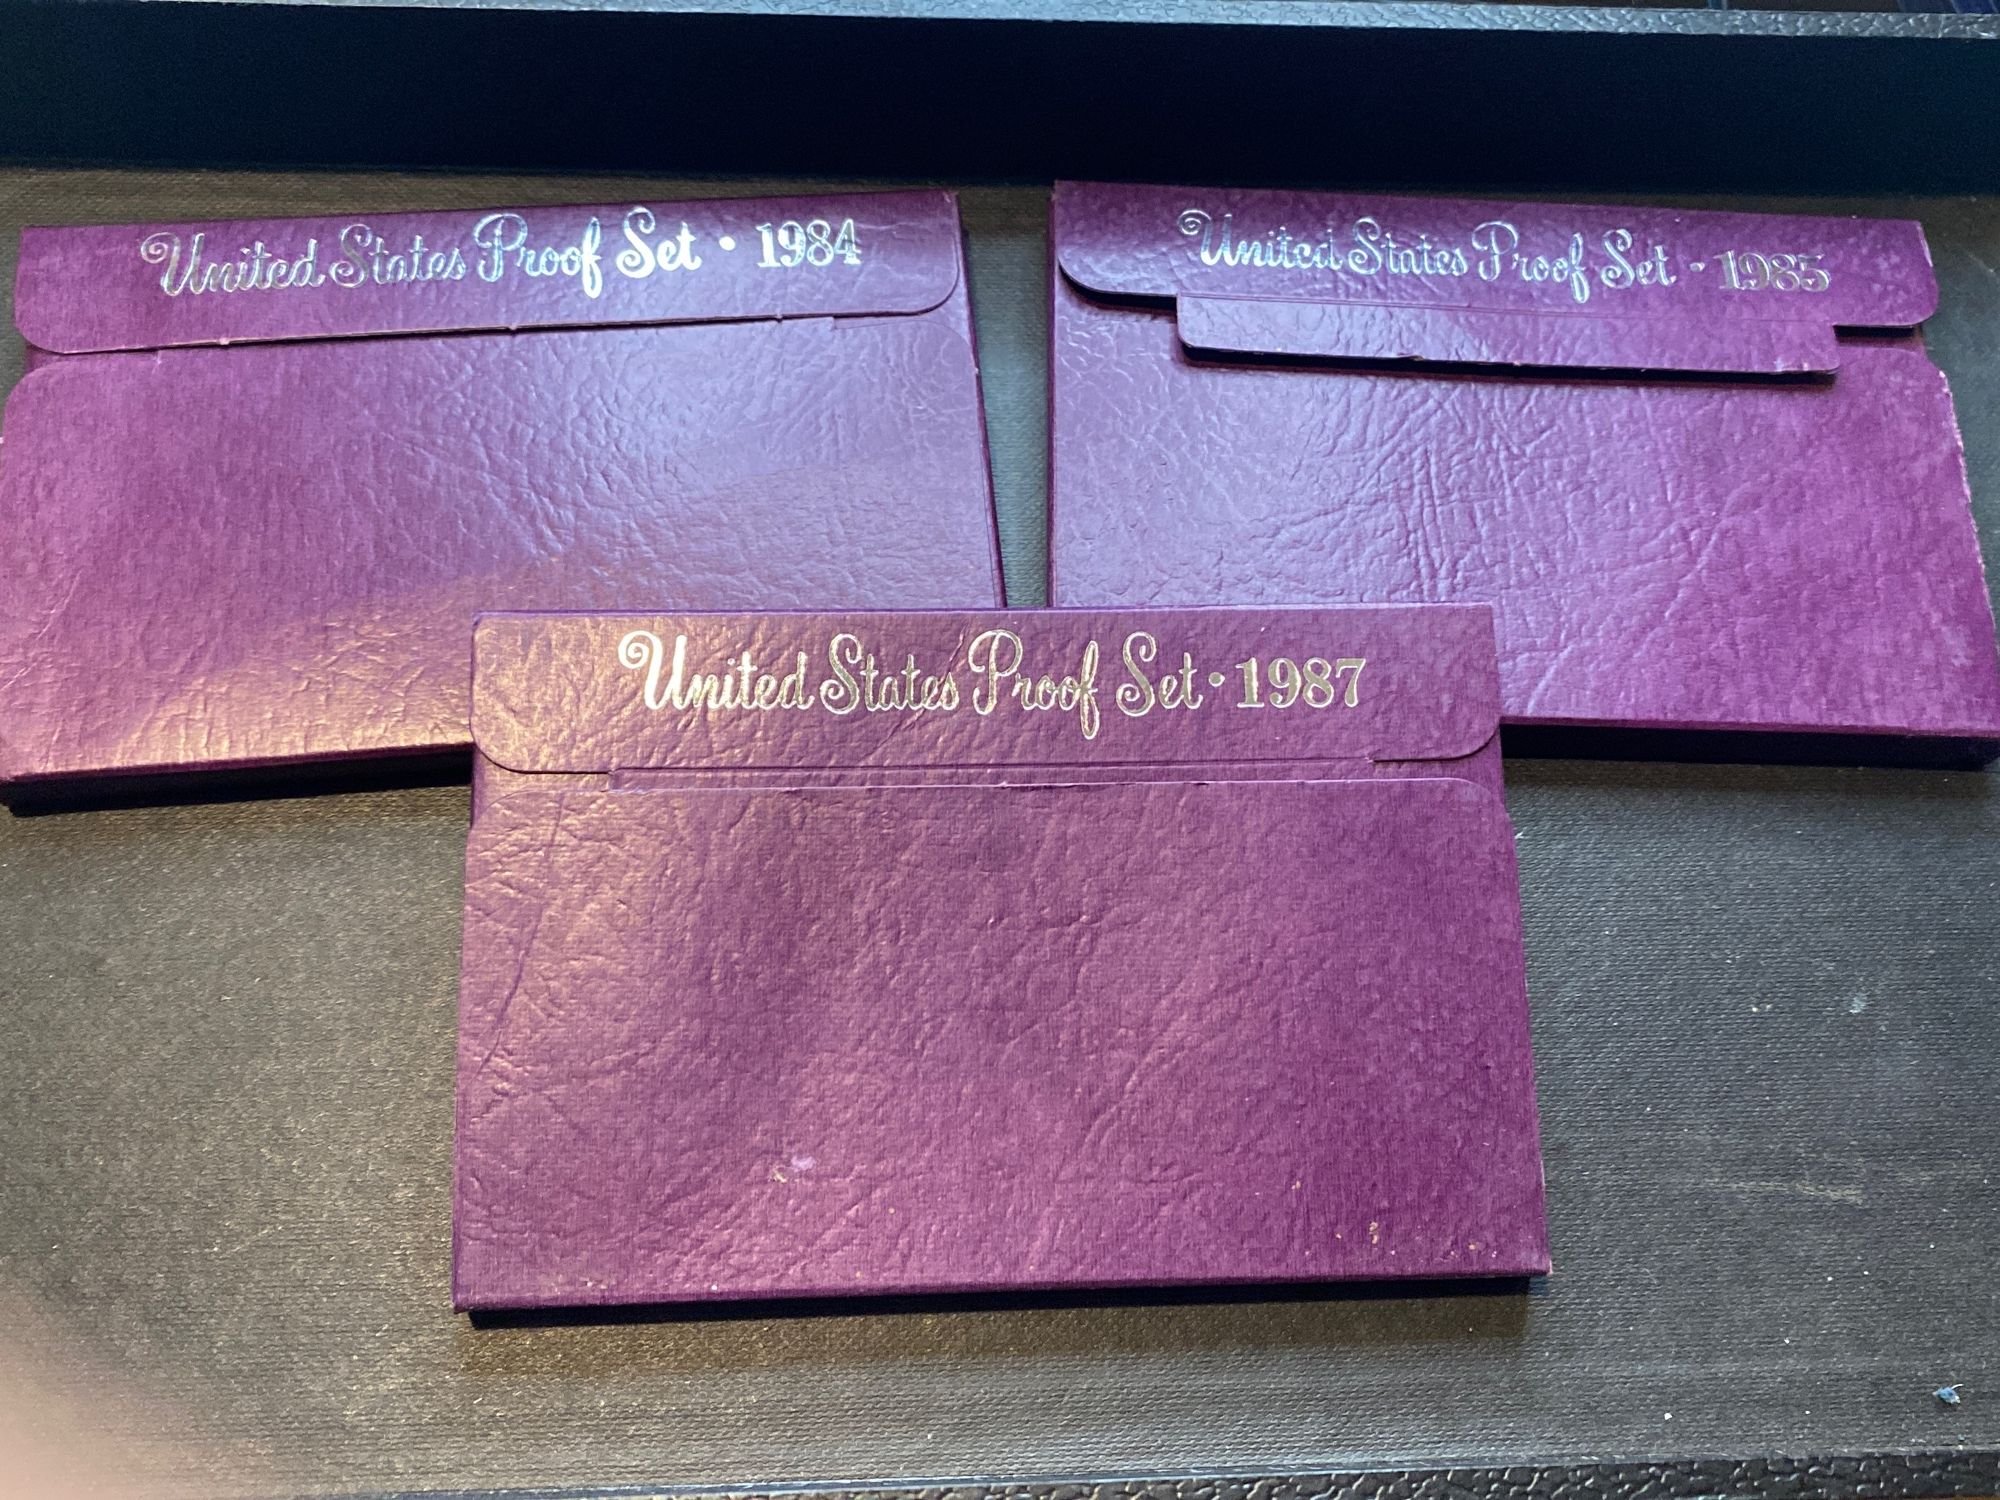 United States Proof Set · 1984
United States Proof Set · 1985
United States Proof Set · 1987